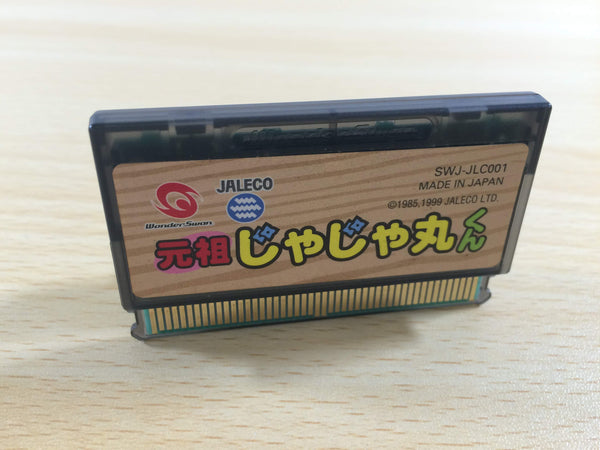 WonderSwan
JALECO
SWJ-JLC001
MADE IN JAPAN
©1985,1999 JALECO LTD.
元祖じゃじゃ丸くん